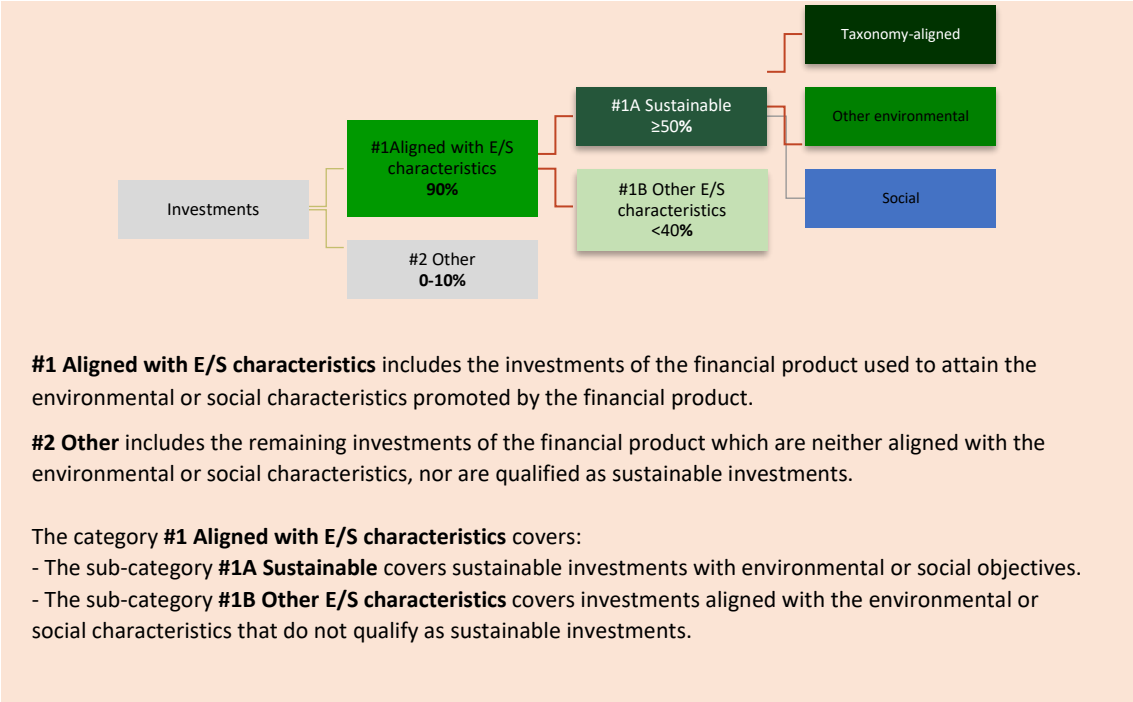 Taxonomy-aligned
#1A Sustainable
≥50%
Other environmental
#1Aligned with E/S
characteristics
90%
#1B Other E/S
characteristics
<40%
Social
Investments
#2 Other
0-10%
#1 Aligned with E/S characteristics includes the investments of the financial product used to attain the
environmental or social characteristics promoted by the financial product.
#2 Other includes the remaining investments of the financial product which are neither aligned with the
environmental or social characteristics, nor are qualified as sustainable investments.
The category #1 Aligned with E/S characteristics covers:
- The sub-category #1A Sustainable covers sustainable investments with environmental or social objectives.
- The sub-category #1B Other E/S characteristics covers investments aligned with the environmental or
social characteristics that do not qualify as sustainable investments.